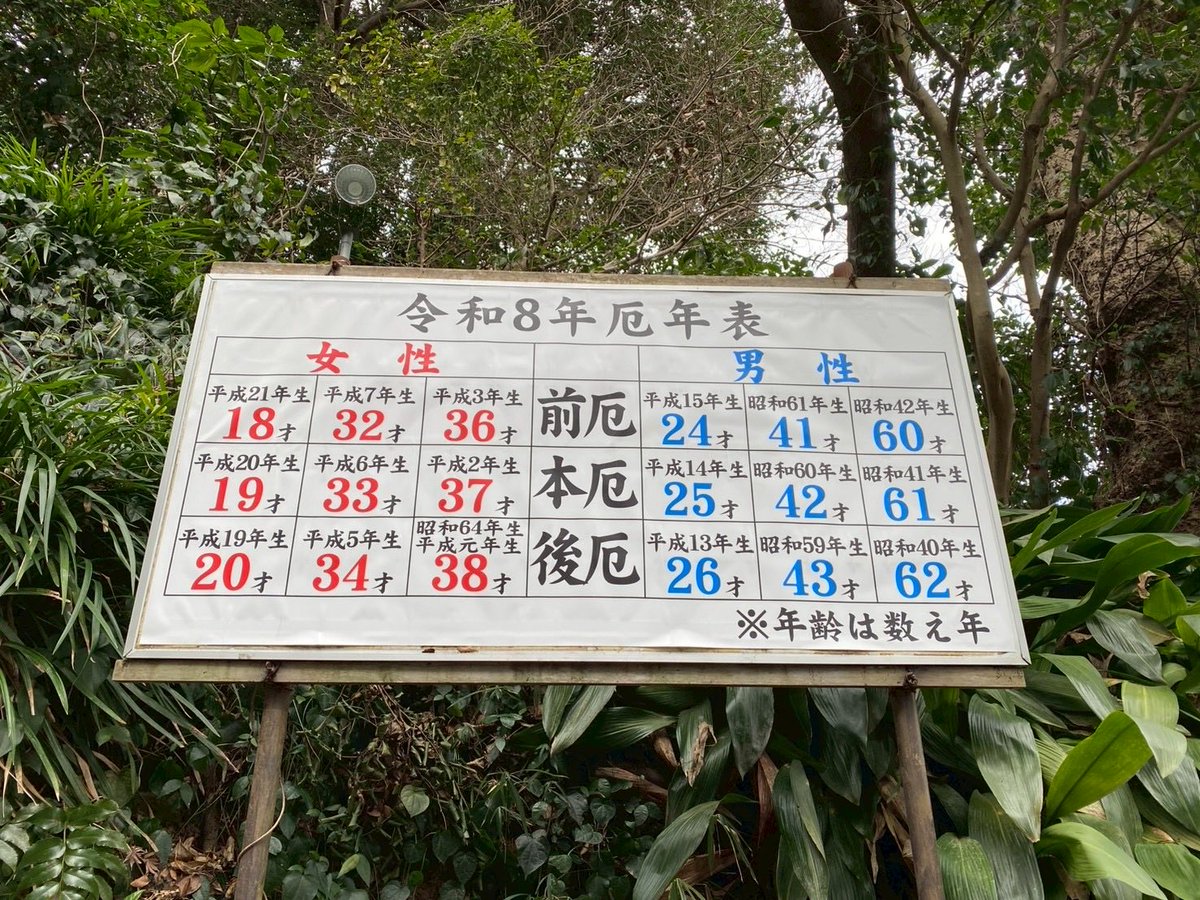 令和8年厄年表
女性 男性
平成21年生 平成7年生 平成3年生 前厄 平成15年生 昭和61年生 昭和42年生
18才 32才 36才 24才 41才 60才
平成20年生 平成6年生 平成2年生 本厄 平成14年生 昭和60年生 昭和41年生
19才 33才 37才 25才 42才 61才
平成19年生 平成5年生 昭和64年生 平成元年生 後厄 平成13年生 昭和59年生 昭和40年生
20才 34才 38才 26才 43才 62才
※年齢は数え年